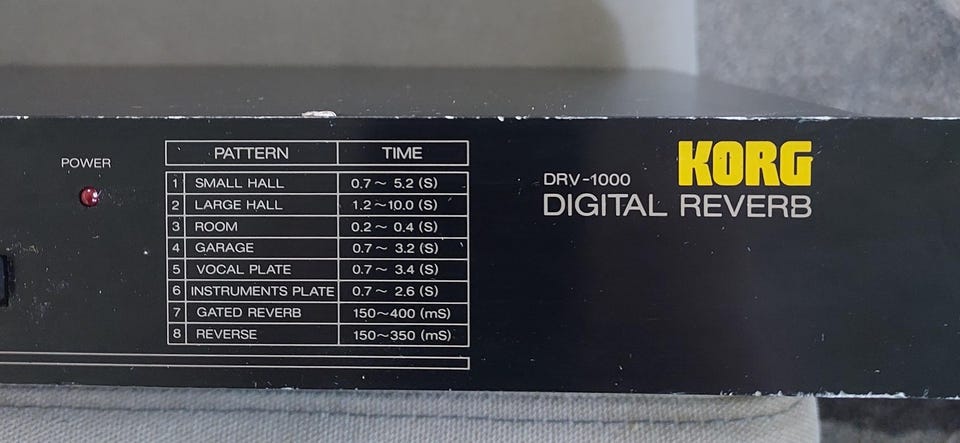 POWER
PATTERN TIME
1 SMALL HALL 0.7~ 5.2 (S)
2 LARGE HALL 1.2~10.0 (S)
3 ROOM 0.2~ 0.4 (S)
4 GARAGE 0.7~ 3.2 (S)
5 VOCAL PLATE 0.7~ 3.4 (S)
6 INSTRUMENTS PLATE 0.7~ 2.6 (S)
7 GATED REVERB 150~400 (mS)
8 REVERSE 150~350 (mS)
DRV-1000 KORG
DIGITAL REVERB